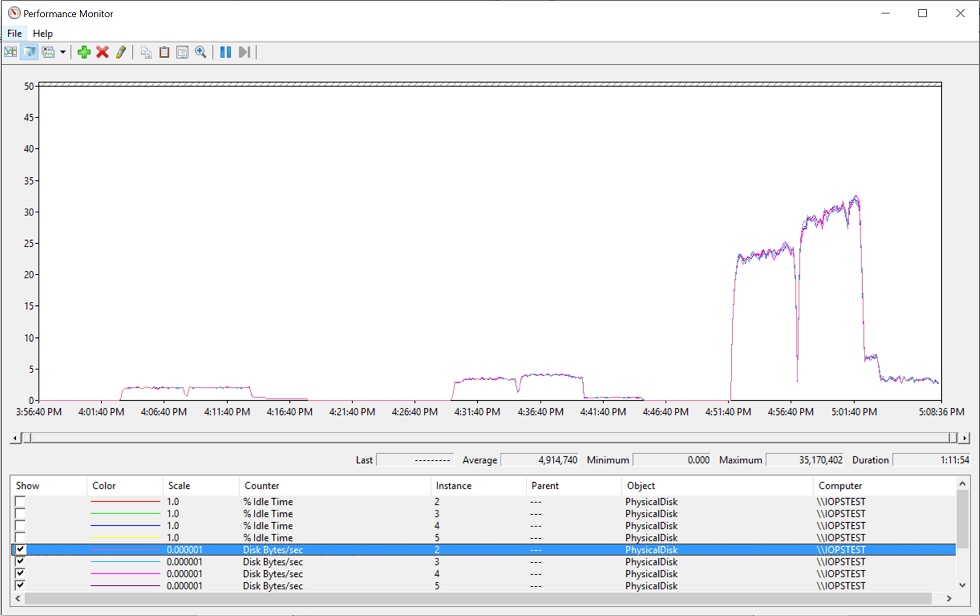 Performance Monitor
File Help
50
45
40
35
30
25
20
15
10
5
0
3:56:40 PM 4:01:40 PM 4:06:40 PM 4:11:40 PM 4:16:40 PM 4:21:40 PM 4:26:40 PM 4:31:40 PM 4:36:40 PM 4:41:40 PM 4:46:40 PM 4:51:40 PM 4:56:40 PM 5:01:40 PM 5:08:36 PM
Last --------- Average 4,914,740 Minimum 0.000 Maximum 35,170,402 Duration 1:11:54
Show Color Scale Counter Instance Parent Object Computer
1.0 % Idle Time 2 --- PhysicalDisk \\IOPSTEST
1.0 % Idle Time 3 --- PhysicalDisk \\IOPSTEST
1.0 % Idle Time 4 --- PhysicalDisk \\IOPSTEST
1.0 % Idle Time 5 --- PhysicalDisk \\IOPSTEST
0.000001 Disk Bytes/sec 2 --- PhysicalDisk \\IOPSTEST
0.000001 Disk Bytes/sec 3 --- PhysicalDisk \\IOPSTEST
0.000001 Disk Bytes/sec 4 --- PhysicalDisk \\IOPSTEST
0.000001 Disk Bytes/sec 5 --- PhysicalDisk \\IOPSTEST